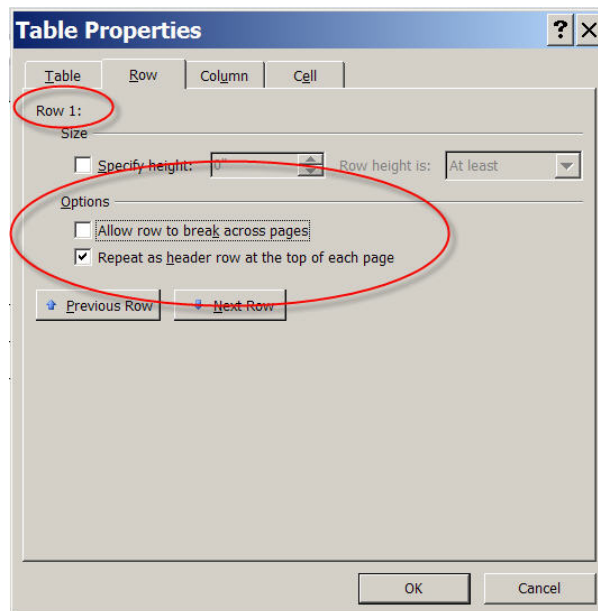 Table Properties ? ×
Table Row Column Cell
Row 1:
Size
Specify height: 0" Row height is: At least
Options
Allow row to break across pages
Repeat as header row at the top of each page
Previous Row Next Row
OK Cancel